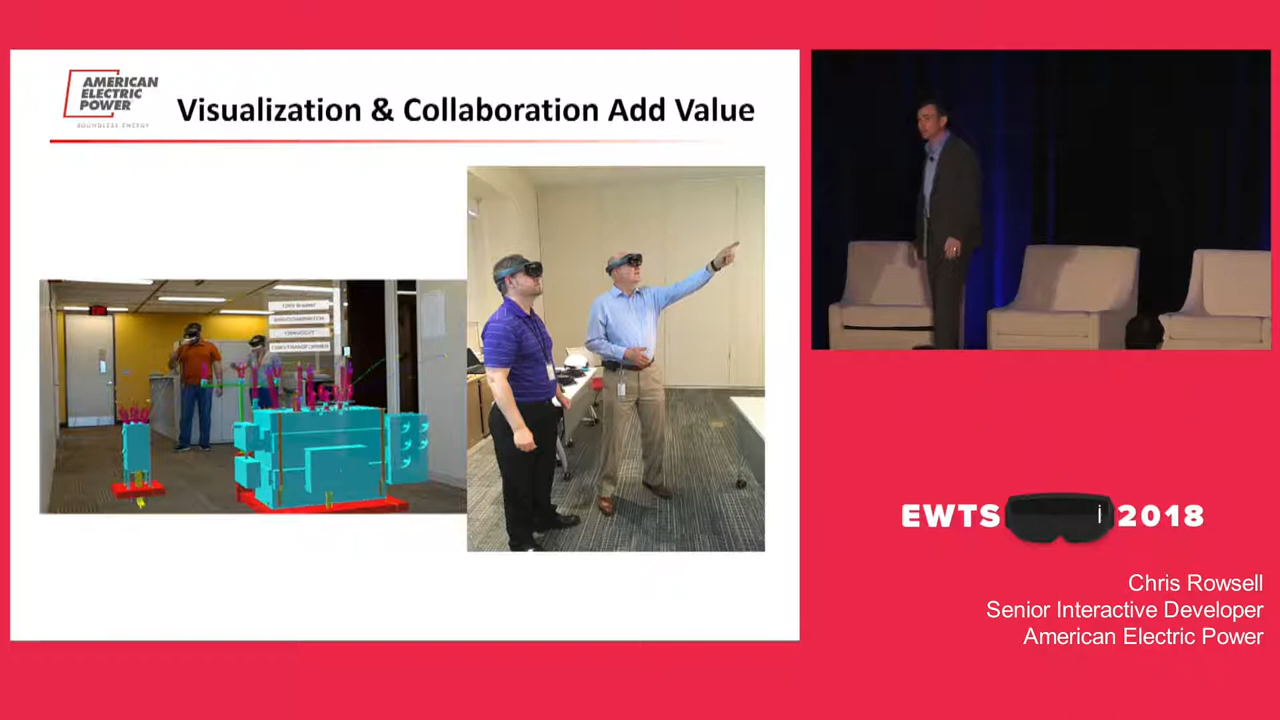 AMERICAN
ELECTRIC
POWER
BOUNDLESS ENERGY
Visualization & Collaboration Add Value
EWTS i 2018
Chris Rowsell
Senior Interactive Developer
American Electric Power